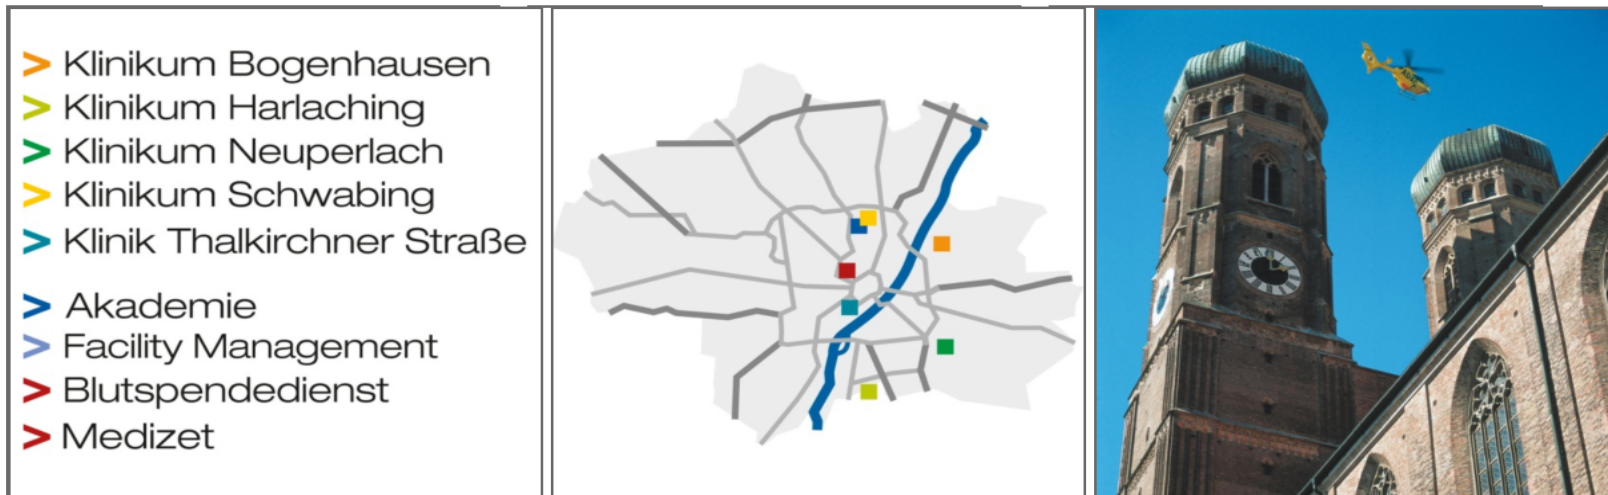 > Klinikum Bogenhausen
> Klinikum Harlaching
> Klinikum Neuperlach
> Klinikum Schwabing
> Klinik Thalkirchner Straße
> Akademie
> Facility Management
> Blutspendedienst
> Medizet